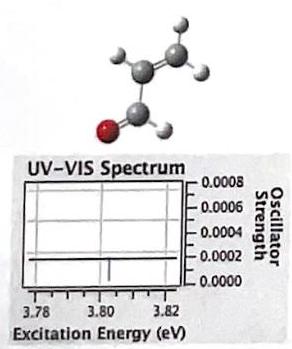 UV-VIS Spectrum
0.0008
0.0006
0.0004
0.0002
0.0000
Oscillator
Strength
3.78 3.80 3.82
Excitation Energy (eV)